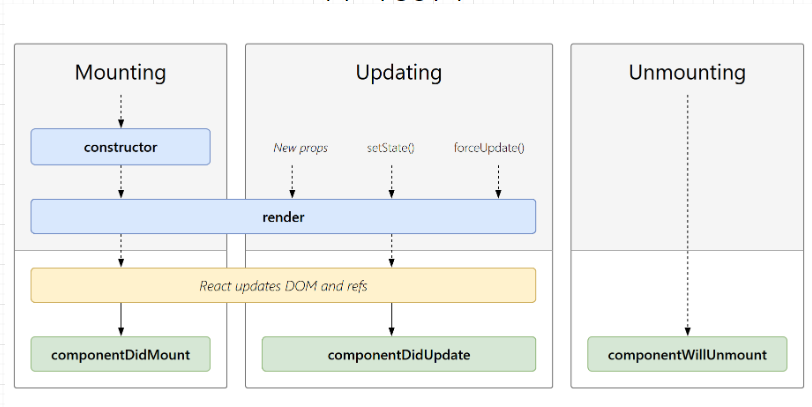 Mounting
Updating
Unmounting
constructor
New props
setState()
forceUpdate()
render
React updates DOM and refs
componentDidMount
componentDidUpdate
componentWillUnmount